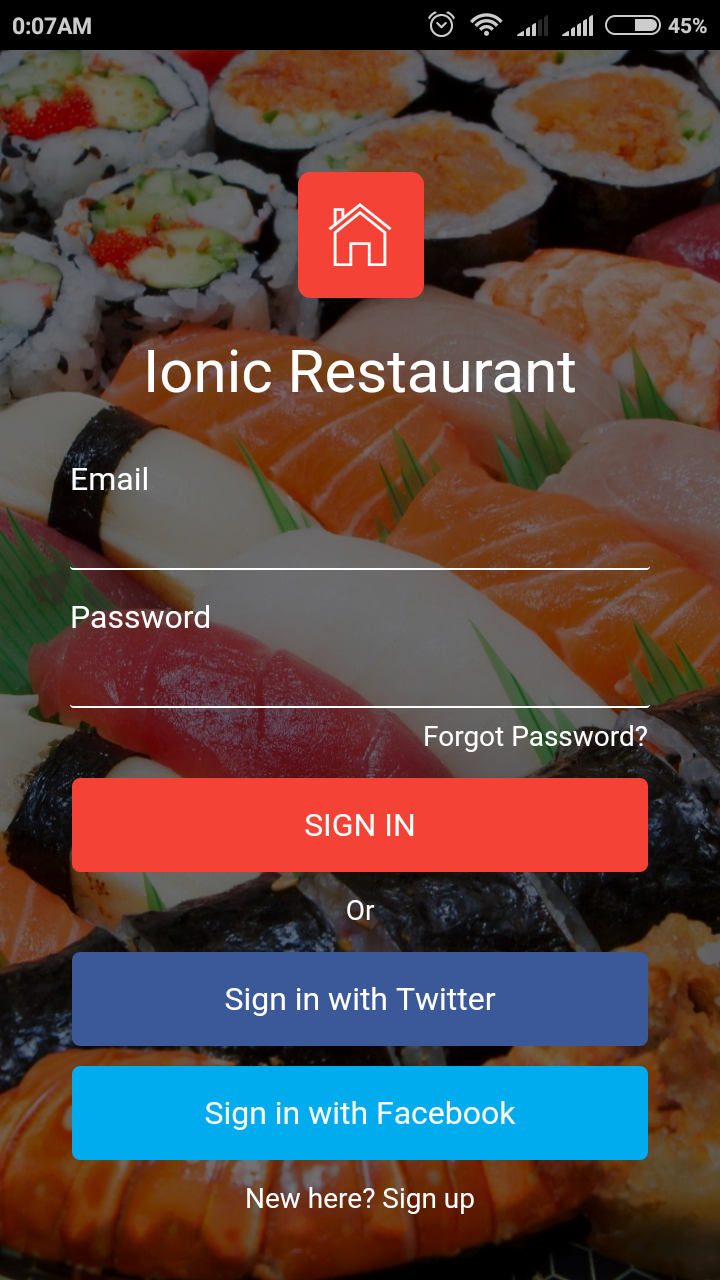 0:07AM 45%
Ionic Restaurant
Email
Password
Forgot Password?
SIGN IN
Or
Sign in with Twitter
Sign in with Facebook
New here? Sign up